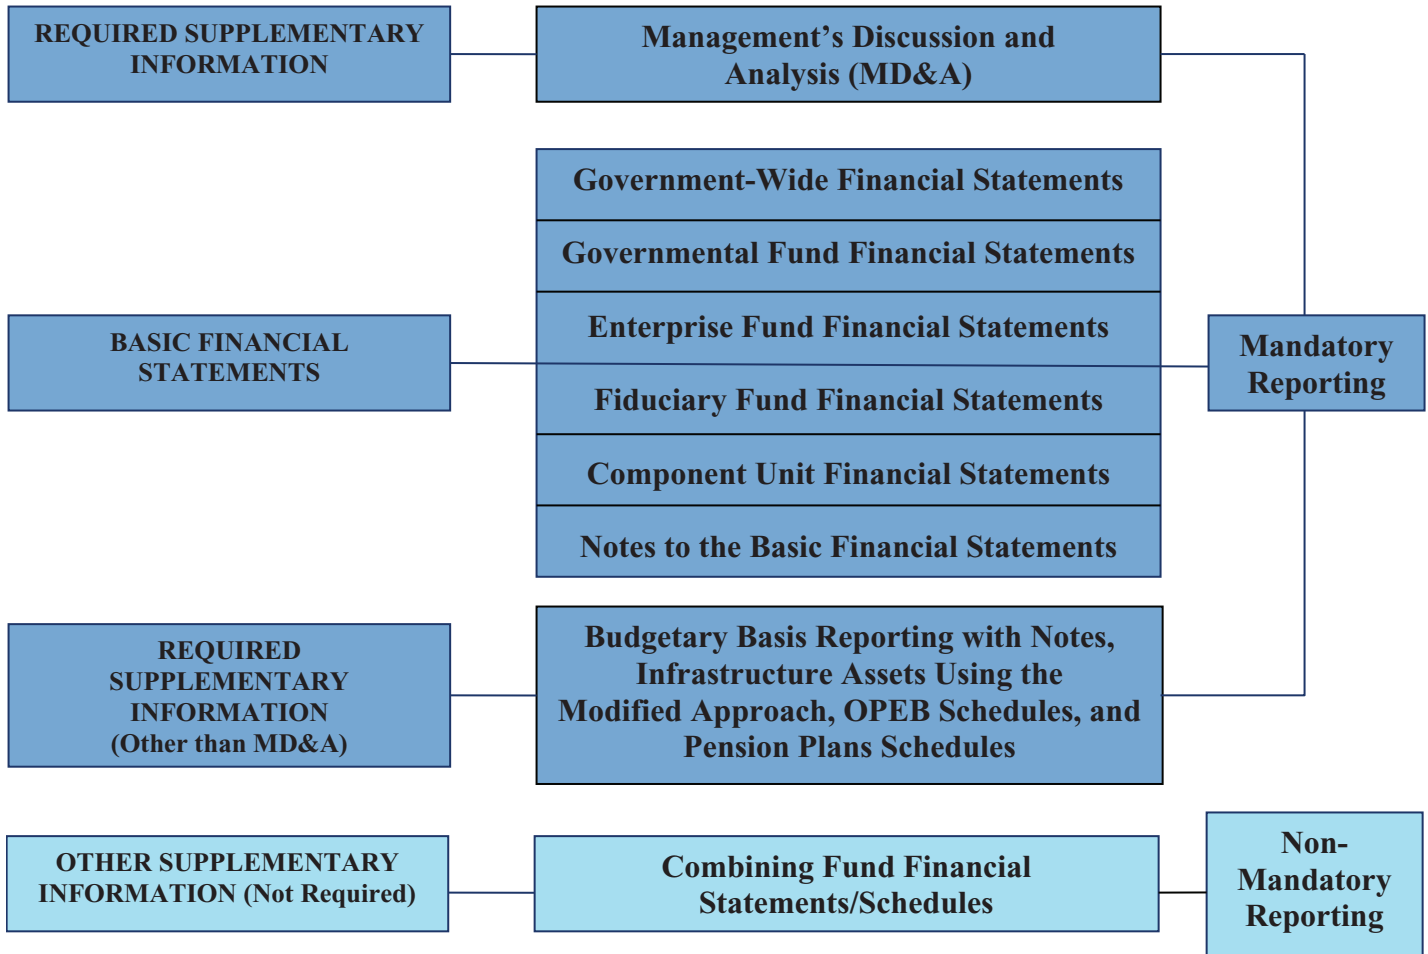 REQUIRED SUPPLEMENTARY
INFORMATION
Management’s Discussion and
Analysis (MD&A)
Government-Wide Financial Statements
Governmental Fund Financial Statements
Enterprise Fund Financial Statements
BASIC FINANCIAL
STATEMENTS
Mandatory
Reporting
Fiduciary Fund Financial Statements
Component Unit Financial Statements
Notes to the Basic Financial Statements
REQUIRED
SUPPLEMENTARY
INFORMATION
(Other than MD&A)
Budgetary Basis Reporting with Notes,
Infrastructure Assets Using the
Modified Approach, OPEB Schedules, and
Pension Plans Schedules
OTHER SUPPLEMENTARY
INFORMATION (Not Required)
Combining Fund Financial
Statements/Schedules
Non-
Mandatory
Reporting